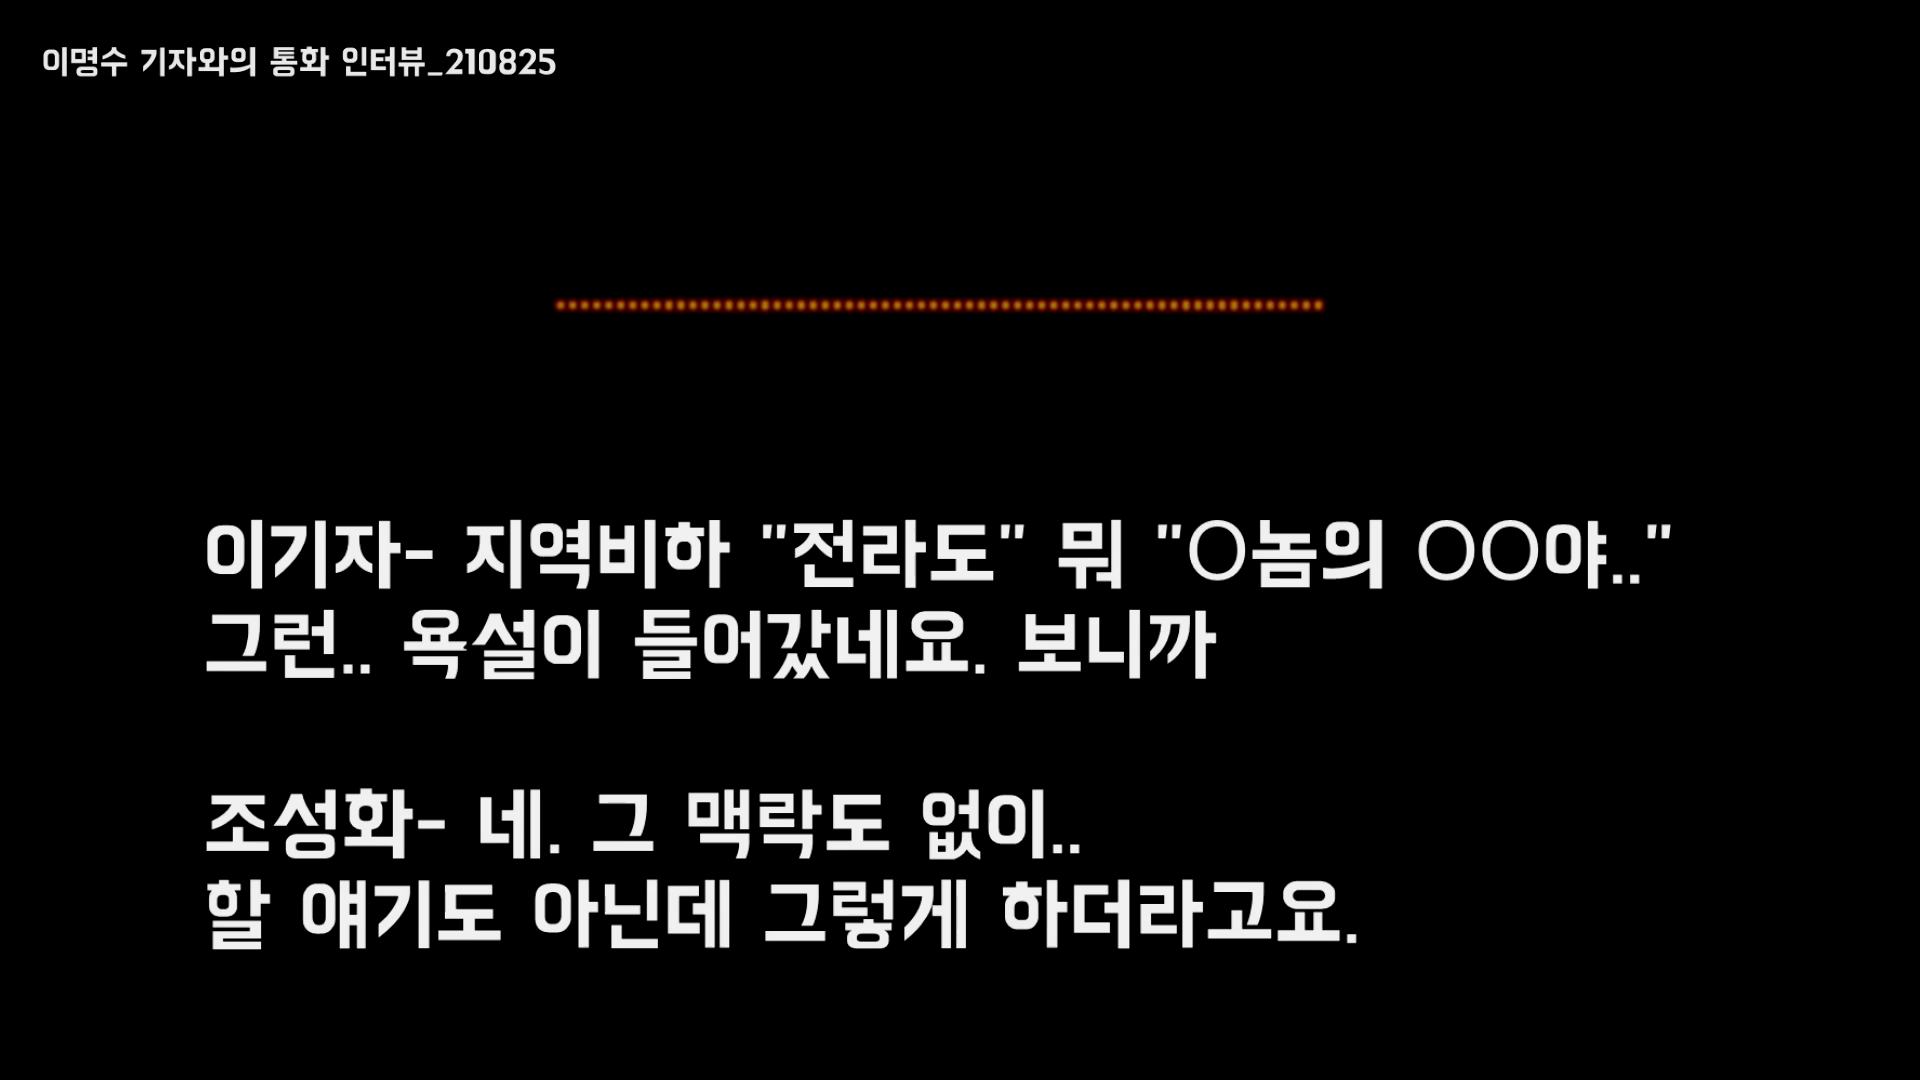 이명수 기자와의 통화 인터뷰_210825
이기자- 지역비하 "전라도" 뭐 "○놈의 ○○야.."
그런.. 욕설이 들어갔네요. 보니까
조성화- 네. 그 맥락도 없이..
할 얘기도 아닌데 그렇게 하더라고요.